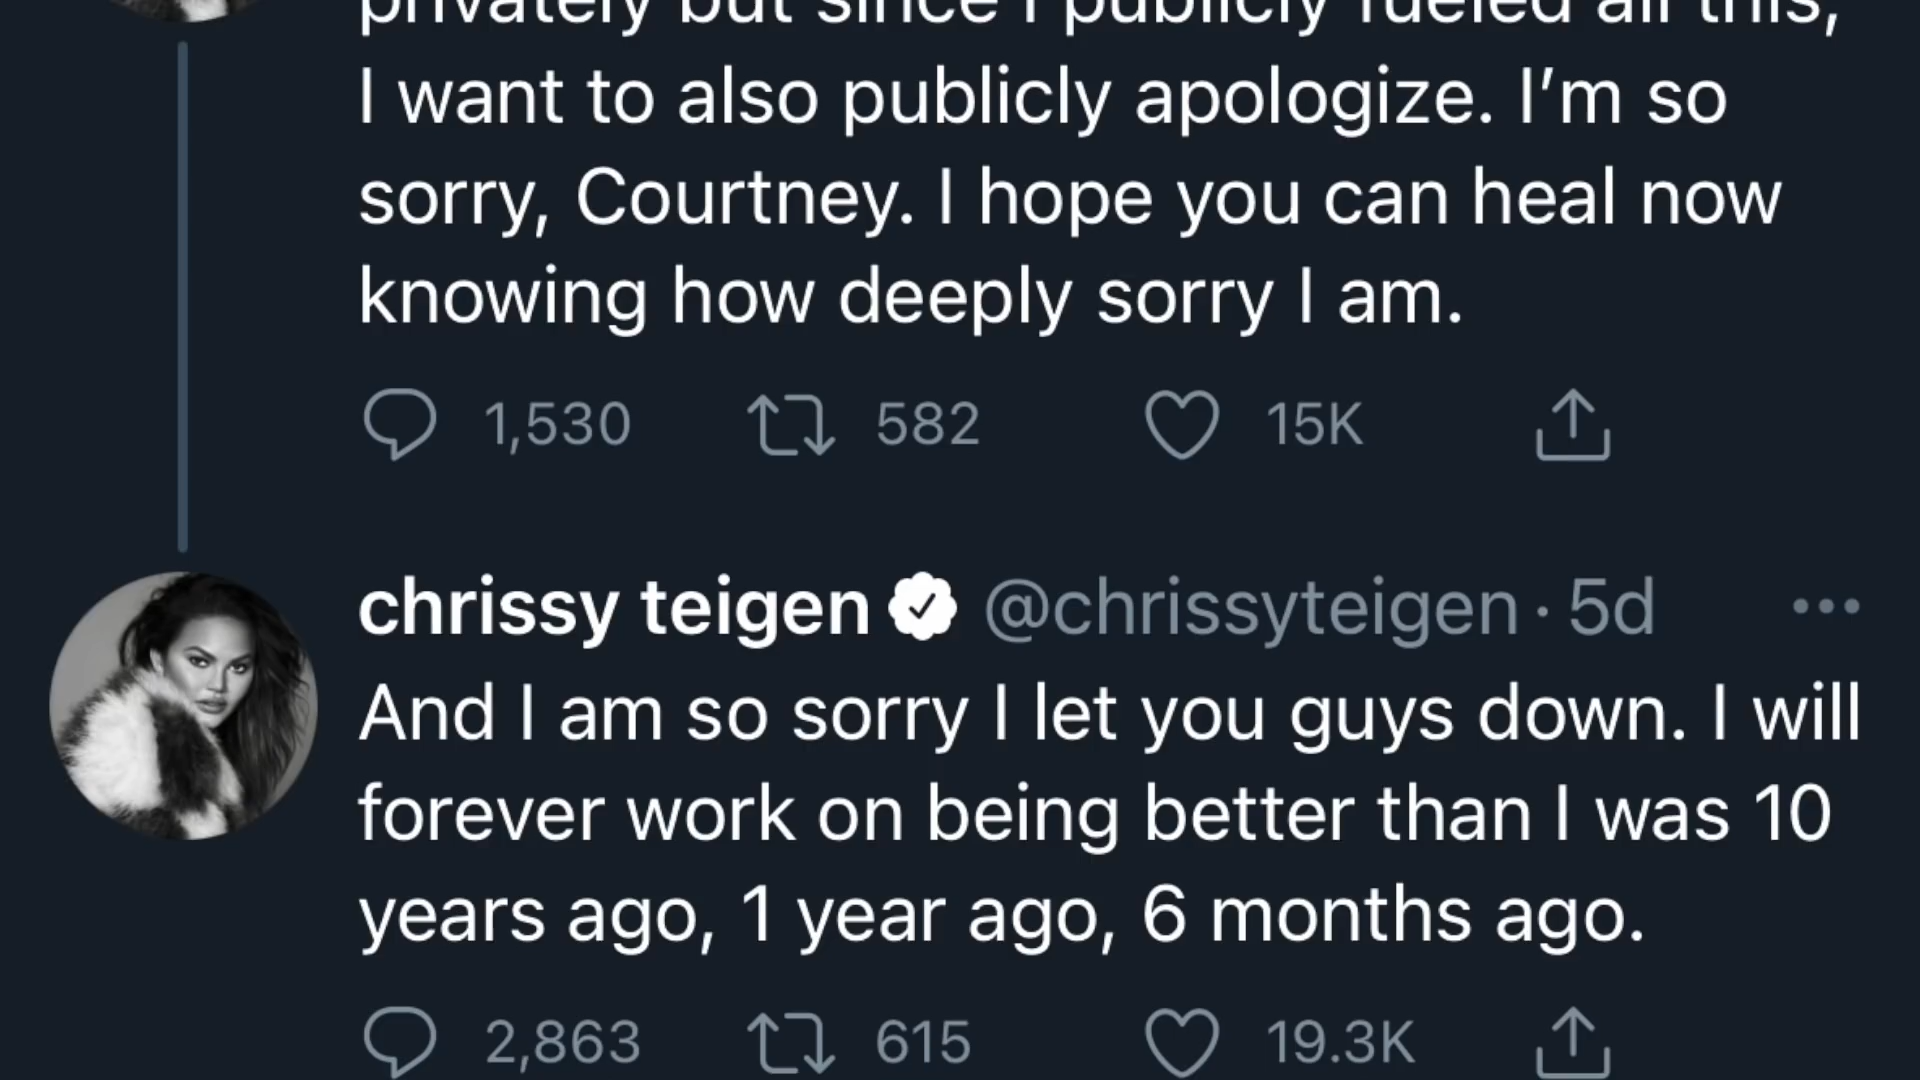 privately but since I publicly fueled all this,
I want to also publicly apologize. I’m so
sorry, Courtney. I hope you can heal now
knowing how deeply sorry I am.
1,530 582 15K
chrissy teigen @chrissyteigen · 5d
And I am so sorry I let you guys down. I will
forever work on being better than I was 10
years ago, 1 year ago, 6 months ago.
2,863 615 19.3K